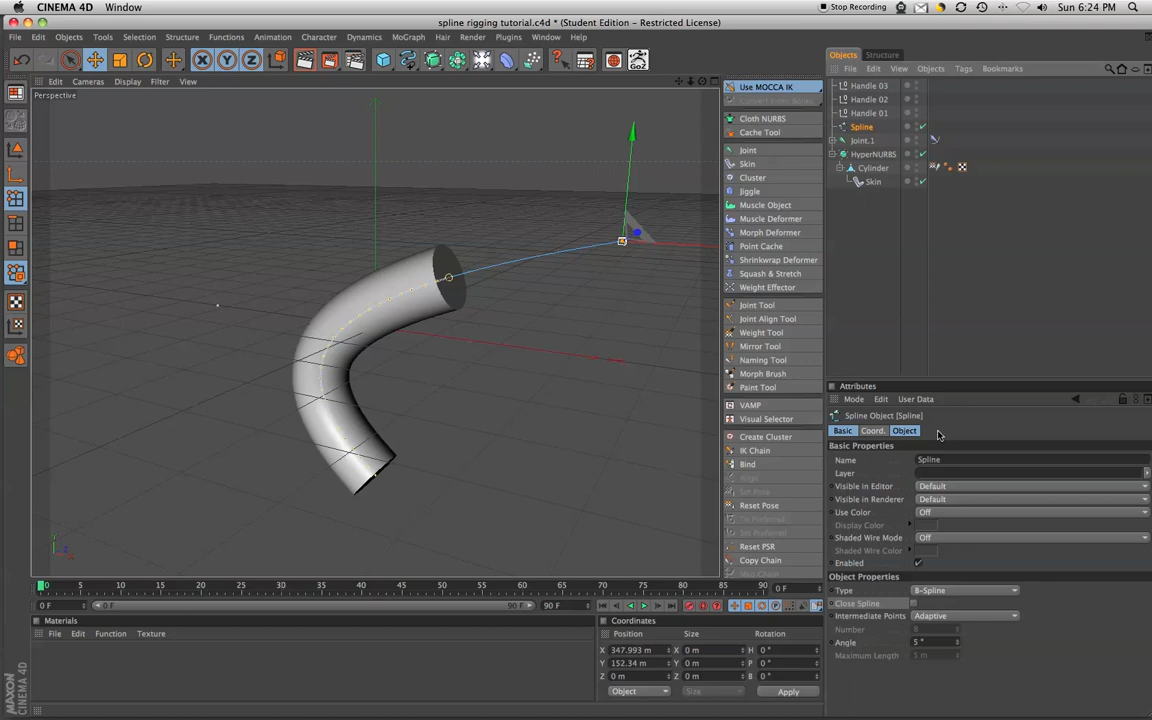 CINEMA 4D Window Stop Recording Sun 6:24 PM
spline rigging tutorial.c4d * (Student Edition - Restricted License)
File Edit Objects Tools Selection Structure Functions Animation Character Dynamics MoGraph Hair Render Plugins Window Help
X Y Z GoZ
Edit Cameras Display Filter View
Perspective
Use MOCCA IK
Cloth NURBS
Cache Tool
Joint
Skin
Cluster
Jiggle
Muscle Object
Muscle Deformer
Morph Deformer
Point Cache
Shrinkwrap Deformer
Squash & Stretch
Weight Effector
Joint Tool
Joint Align Tool
Weight Tool
Mirror Tool
Naming Tool
Morph Brush
Paint Tool
VAMP
Visual Selector
Create Cluster
IK Chain
Bind
Reset Pose
Reset PSR
Copy Chain
Objects Structure
File Edit View Objects Tags Bookmarks
Handle 03
Handle 02
Handle 01
Spline
Joint.1
HyperNURBS
Cylinder
Skin
Attributes
Mode Edit User Data
Spline Object [Spline]
Basic Coord. Object
Basic Properties
Name Spline
Layer
Visible in Editor Default
Visible in Renderer Default
Use Color Off
Display Color
Shaded Wire Mode Off
Shaded Wire Color
Enabled
Object Properties
Type B-Spline
Close Spline
Intermediate Points Adaptive
Number 8
Angle 5 °
Maximum Length 5 m
0 5 10 15 20 25 30 35 40 45 50 55 60 65 70 75 80 85 90 0 F
0 F 0 F 90 F 90 F
Materials
File Edit Function Texture
Coordinates
Position Size Rotation
X 347.993 m X 0 m H 0 °
Y 152.34 m Y 0 m P 0 °
Z 0 m Z 0 m B 0 °
Object Size Apply
MAXON
CINEMA 4D